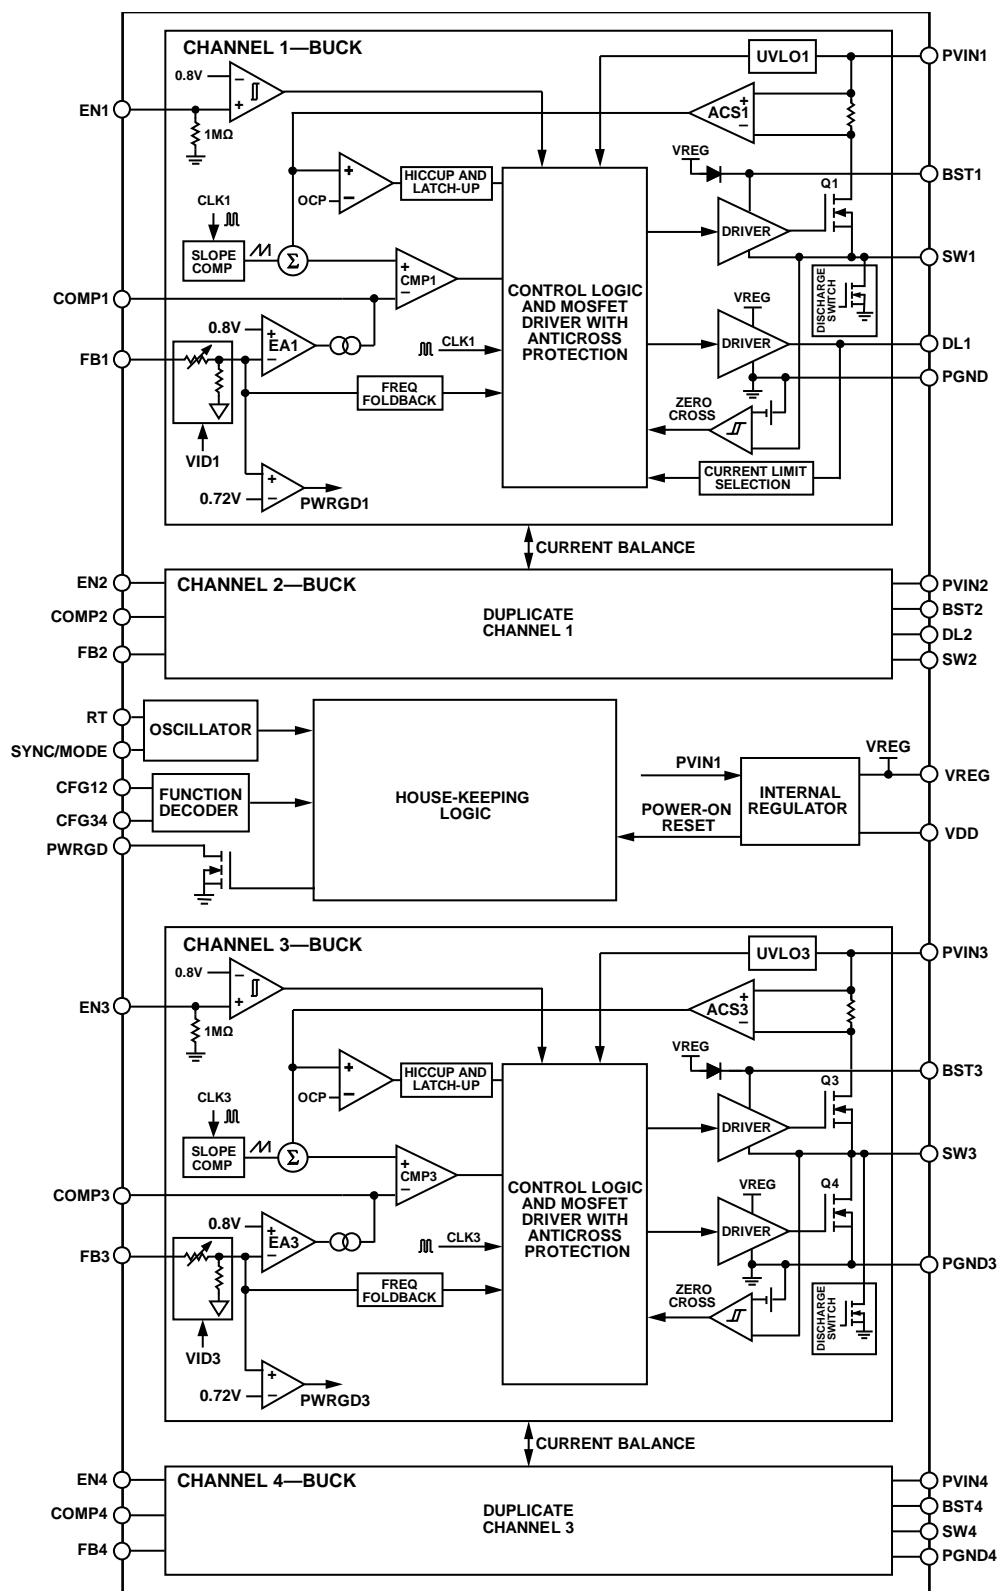 CHANNEL 1—BUCK
UVLO1
PVIN1
0.8V
−
+
EN1
1MΩ
ACS1
+
−
VREG
BST1
HICCUP AND
LATCH-UP
+
−
OCP
Q1
CLK1
DRIVER
SLOPE
COMP
Σ
+
−
CMP1
SW1
CONTROL LOGIC
AND MOSFET
DRIVER WITH
ANTICROSS
PROTECTION
DISCHARGE
SWITCH
COMP1
VREG
0.8V
+
−
EA1
CLK1
DRIVER
DL1
FB1
PGND
FREQ
FOLDBACK
ZERO
CROSS
VID1
CURRENT LIMIT
SELECTION
+
−
0.72V
PWRGD1
CURRENT BALANCE
EN2
CHANNEL 2—BUCK
PVIN2
BST2
COMP2
DUPLICATE
CHANNEL 1
DL2
FB2
SW2
RT
OSCILLATOR
SYNC/MODE
VREG
CFG12
FUNCTION
DECODER
CFG34
HOUSE-KEEPING
LOGIC
PVIN1
INTERNAL
REGULATOR
VREG
POWER-ON
RESET
VDD
PWRGD
CHANNEL 3—BUCK
UVLO3
PVIN3
0.8V
−
+
EN3
1MΩ
ACS3
+
−
VREG
BST3
HICCUP AND
LATCH-UP
+
−
OCP
Q3
CLK3
DRIVER
SLOPE
COMP
Σ
+
−
CMP3
SW3
CONTROL LOGIC
AND MOSFET
DRIVER WITH
ANTICROSS
PROTECTION
COMP3
VREG
Q4
0.8V
+
−
EA3
CLK3
DRIVER
FB3
PGND3
FREQ
FOLDBACK
ZERO
CROSS
DISCHARGE
SWITCH
VID3
+
−
0.72V
PWRGD3
CURRENT BALANCE
EN4
CHANNEL 4—BUCK
PVIN4
BST4
COMP4
DUPLICATE
CHANNEL 3
SW4
FB4
PGND4